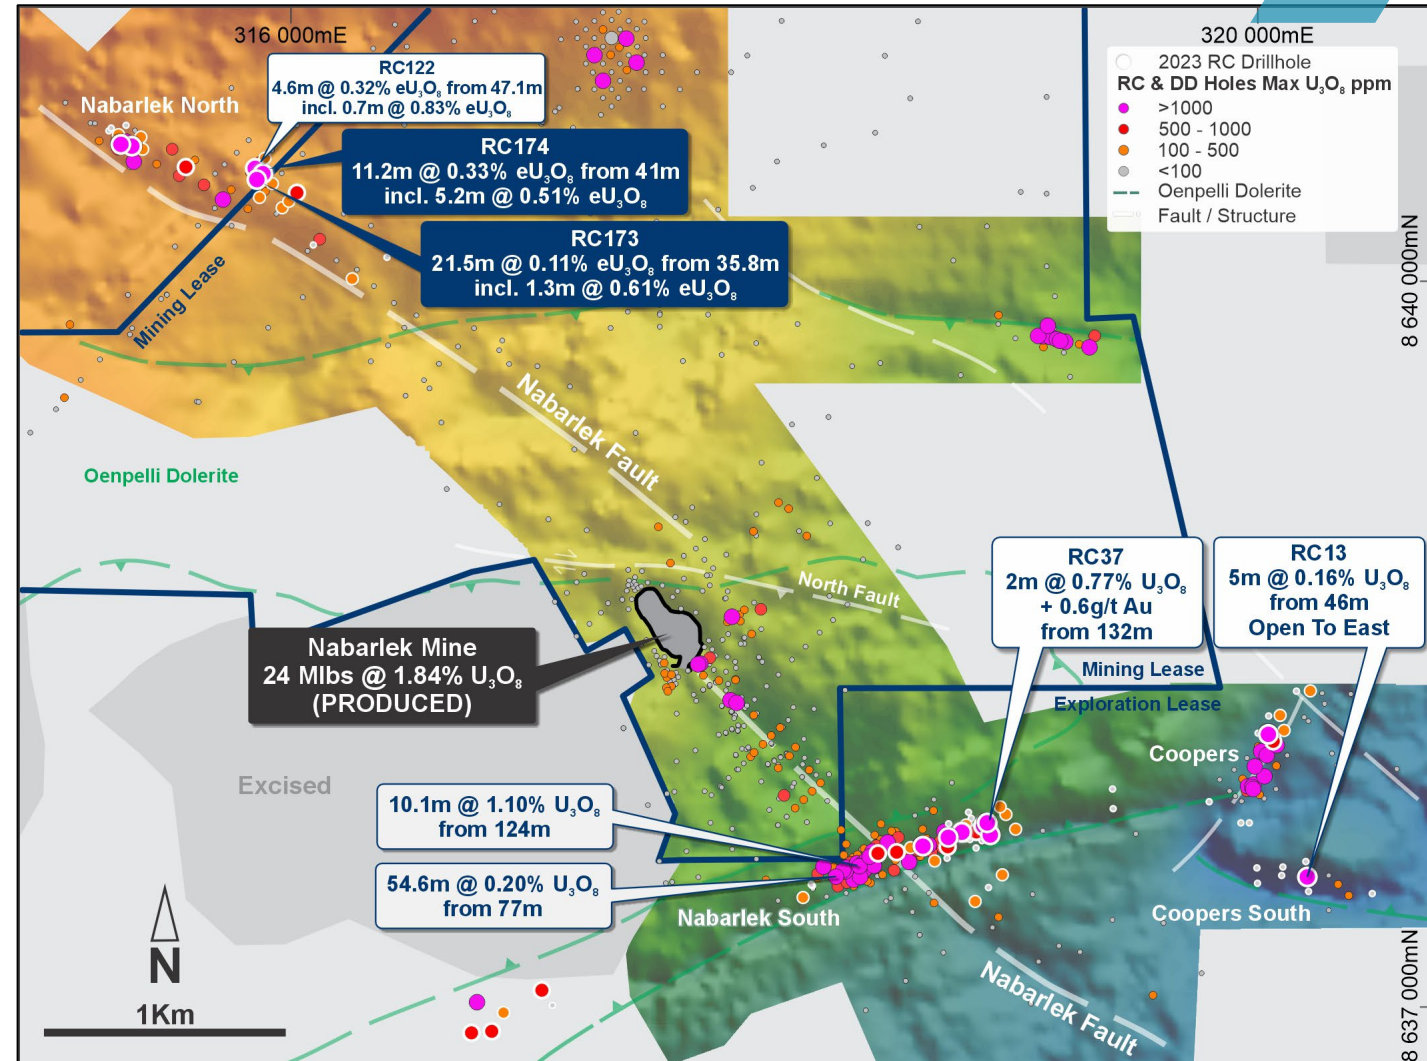 316 000mE
320 000mE
2023 RC Drillhole
RC & DD Holes Max U₃O₈ ppm
>1000
500 - 1000
100 - 500
<100
Oenpelli Dolerite
Fault / Structure
RC122
4.6m @ 0.32% eU₃O₈ from 47.1m
incl. 0.7m @ 0.83% eU₃O₈
Nabarlek North
RC174
11.2m @ 0.33% eU₃O₈ from 41m
incl. 5.2m @ 0.51% eU₃O₈
RC173
21.5m @ 0.11% eU₃O₈ from 35.8m
incl. 1.3m @ 0.61% eU₃O₈
Mining Lease
8 640 000mN
Nabarlek Fault
Oenpelli Dolerite
North Fault
RC37
2m @ 0.77% U₃O₈
+ 0.6g/t Au
from 132m
RC13
5m @ 0.16% U₃O₈
from 46m
Open To East
Nabarlek Mine
24 Mlbs @ 1.84% U₃O₈
(PRODUCED)
Mining Lease
Exploration Lease
Coopers
Excised
10.1m @ 1.10% U₃O₈
from 124m
54.6m @ 0.20% U₃O₈
from 77m
Nabarlek South
Coopers South
N
1Km
Nabarlek Fault
8 637 000mN